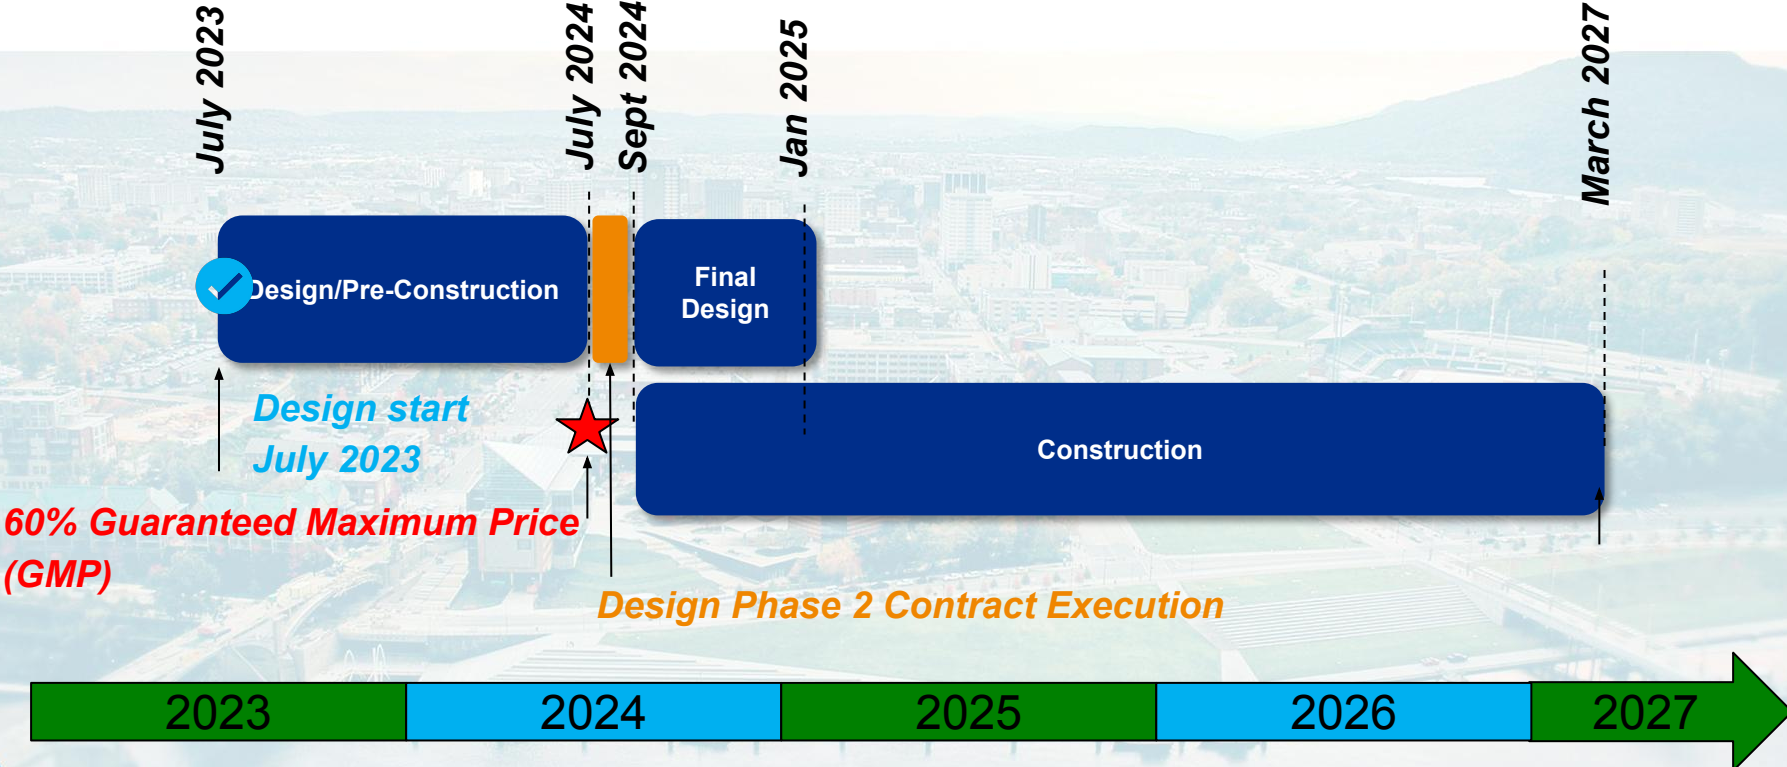 July 2023
July 2024
Sept 2024
Jan 2025
March 2027
Design/Pre-Construction
Final
Design
Construction
Design start
July 2023
60% Guaranteed Maximum Price
(GMP)
Design Phase 2 Contract Execution
2023
2024
2025
2026
2027